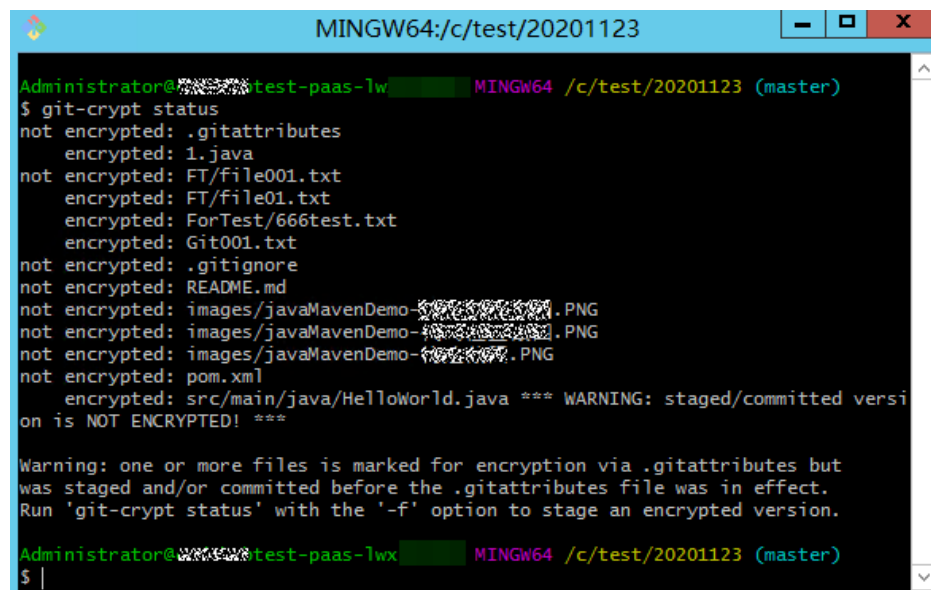 MINGW64:/c/test/20201123
Administrator@ test-paas-lw MINGW64 /c/test/20201123 (master)
$ git-crypt status
not encrypted: .gitattributes
encrypted: 1.java
not encrypted: FT/file001.txt
encrypted: FT/file01.txt
encrypted: ForTest/666test.txt
encrypted: Git001.txt
not encrypted: .gitignore
not encrypted: README.md
not encrypted: images/javaMavenDemo- .PNG
not encrypted: images/javaMavenDemo- .PNG
not encrypted: images/javaMavenDemo- .PNG
not encrypted: pom.xml
encrypted: src/main/java/HelloWorld.java *** WARNING: staged/committed versi
on is NOT ENCRYPTED! ***
Warning: one or more files is marked for encryption via .gitattributes but
was staged and/or committed before the .gitattributes file was in effect.
Run 'git-crypt status' with the '-f' option to stage an encrypted version.
Administrator@ test-paas-lwx MINGW64 /c/test/20201123 (master)
$